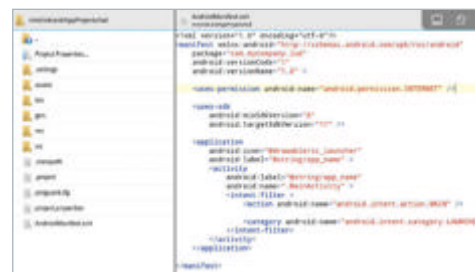 ..
Project Properties...
.settings
assets
bin
gen
res
src
.classpath
.project
proguard.cfg
project.properties
AndroidManifest.xml
AndroidManifest.xml
<?xml version="1.0" encoding="utf-8"?>
<manifest xmlns:android="http://schemas.android.com/apk/res/android"
android:versionCode="1"
android:versionName="1.0" >
<uses-permission android:name="android.permission.INTERNET" />
<uses-sdk
android:minSdkVersion="8"
android:targetSdkVersion=
<application
android:icon="@drawable/ic_launcher"
android:label="@string/app_name" >
<activity
android:label="@string/app_name"
android:name=".MainActivity" >
<intent-filter >
<action android:name="android.intent.action.MAIN" />
<category android:name="android.intent.category.LAUNCHE
</intent-filter>
</activity>
</application>
</manifest>